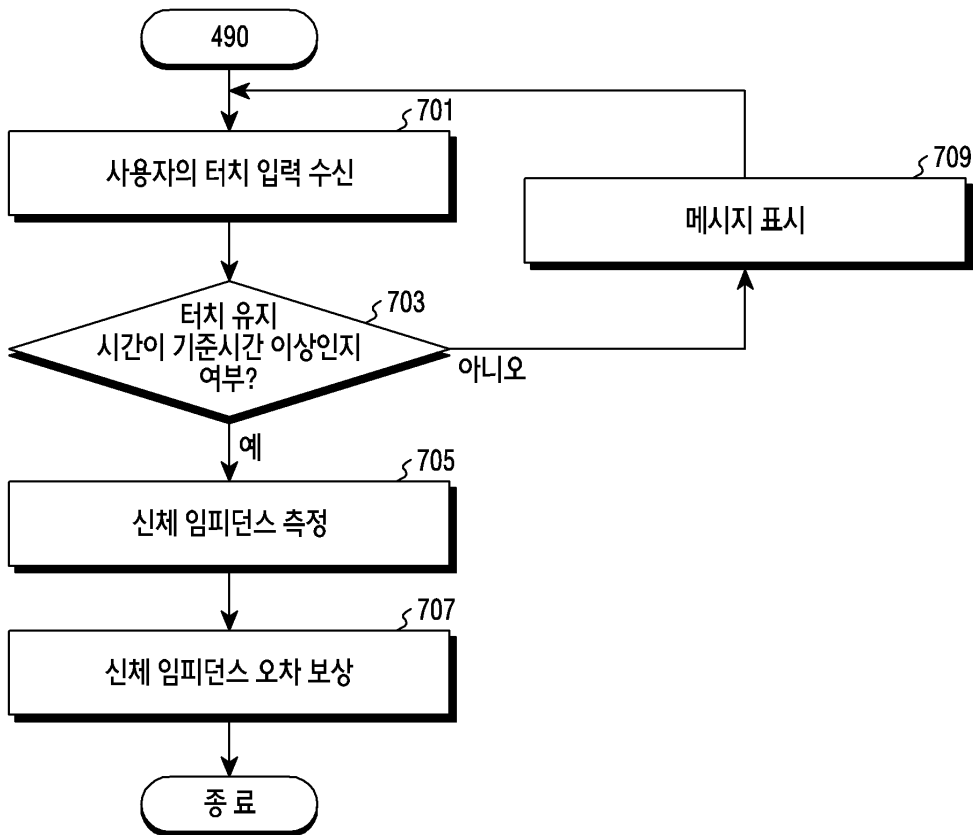 490
701
사용자의 터치 입력 수신
709
메시지 표시
703
터치 유지
시간이 기준시간 이상인지
여부?
아니오
예
705
신체 임피던스 측정
707
신체 임피던스 오차 보상
종료